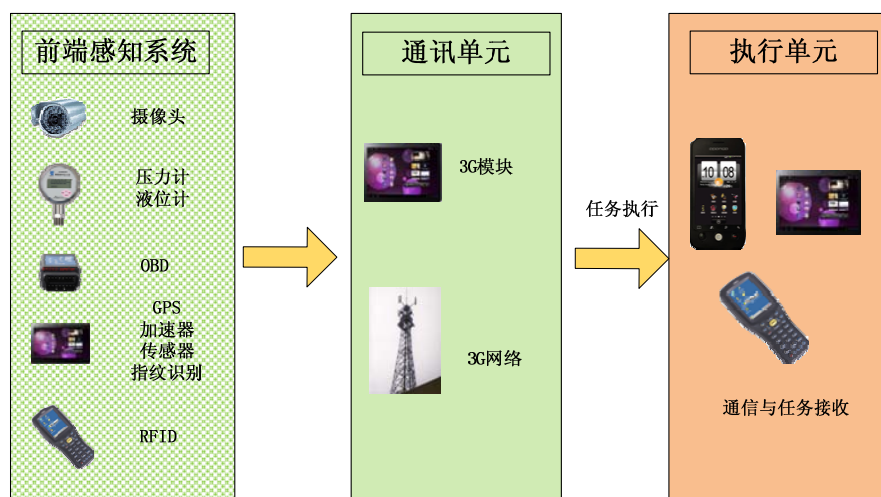 前端感知系统
摄像头
压力计
液位计
OBD
GPS
加速器
传感器
指纹识别
RFID
通讯单元
3G模块
3G网络
任务执行
执行单元
10 08
通信与任务接收